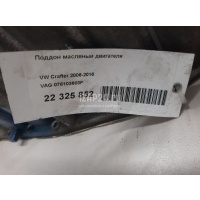 Поддон масляный двигателя
VW Crafter 2006-2016
VAG 076103603F
22 325 852